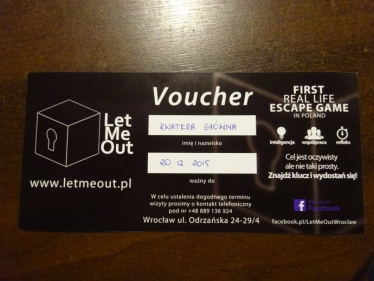 Let
Me
Out
www.letmeout.pl
Voucher
KWATERA GŁÓWNA
imię i nazwisko
20 12 2015
ważny do
W celu ustalenia dogodnego terminu
wizyty prosimy o kontakt telefoniczny
pod nr +48 889 136 924
Wrocław ul. Odrzańska 24-29/4
FIRST
REAL LIFE
ESCAPE GAME
IN POLAND
inteligencja współpraca refleks
Cel jest oczywisty
ale nie taki prosty.
Znajdź klucz i wydostań się!
Facebook
facebook.pl/LetMeOutWroclaw